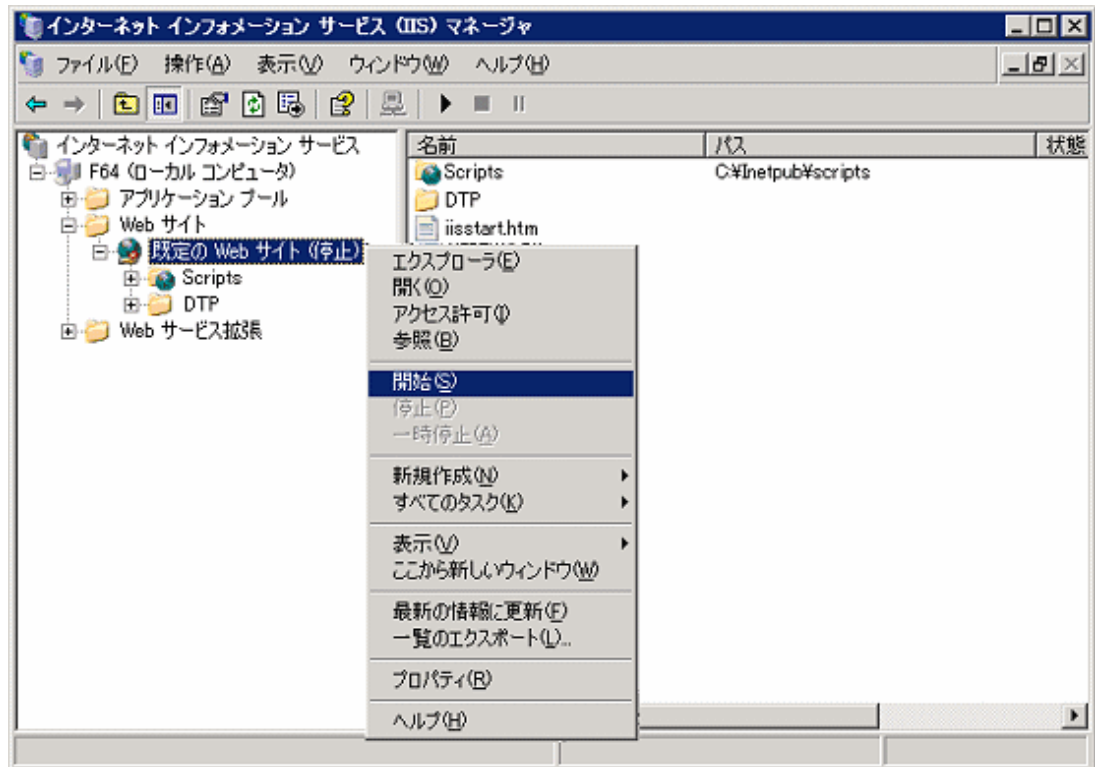 インターネット インフォメーション サービス (IIS) マネージャ
ファイル(F) 操作(A) 表示(V) ウィンドウ(W) ヘルプ(H)
インターネット インフォメーション サービス
F64 (ローカル コンピュータ)
アプリケーション プール
Web サイト
既定の Web サイト (停止)
Scripts
DTP
Web サービス拡張
名前 パス 状態
Scripts C:¥Inetpub¥scripts
DTP
iisstart.htm
エクスプローラ(E)
開く(O)
アクセス許可(I)
参照(B)
開始(S)
停止(P)
一時停止(A)
新規作成(N)
すべてのタスク(K)
表示(V)
ここから新しいウィンドウ(W)
最新の情報に更新(F)
一覧のエクスポート(L)...
プロパティ(R)
ヘルプ(H)